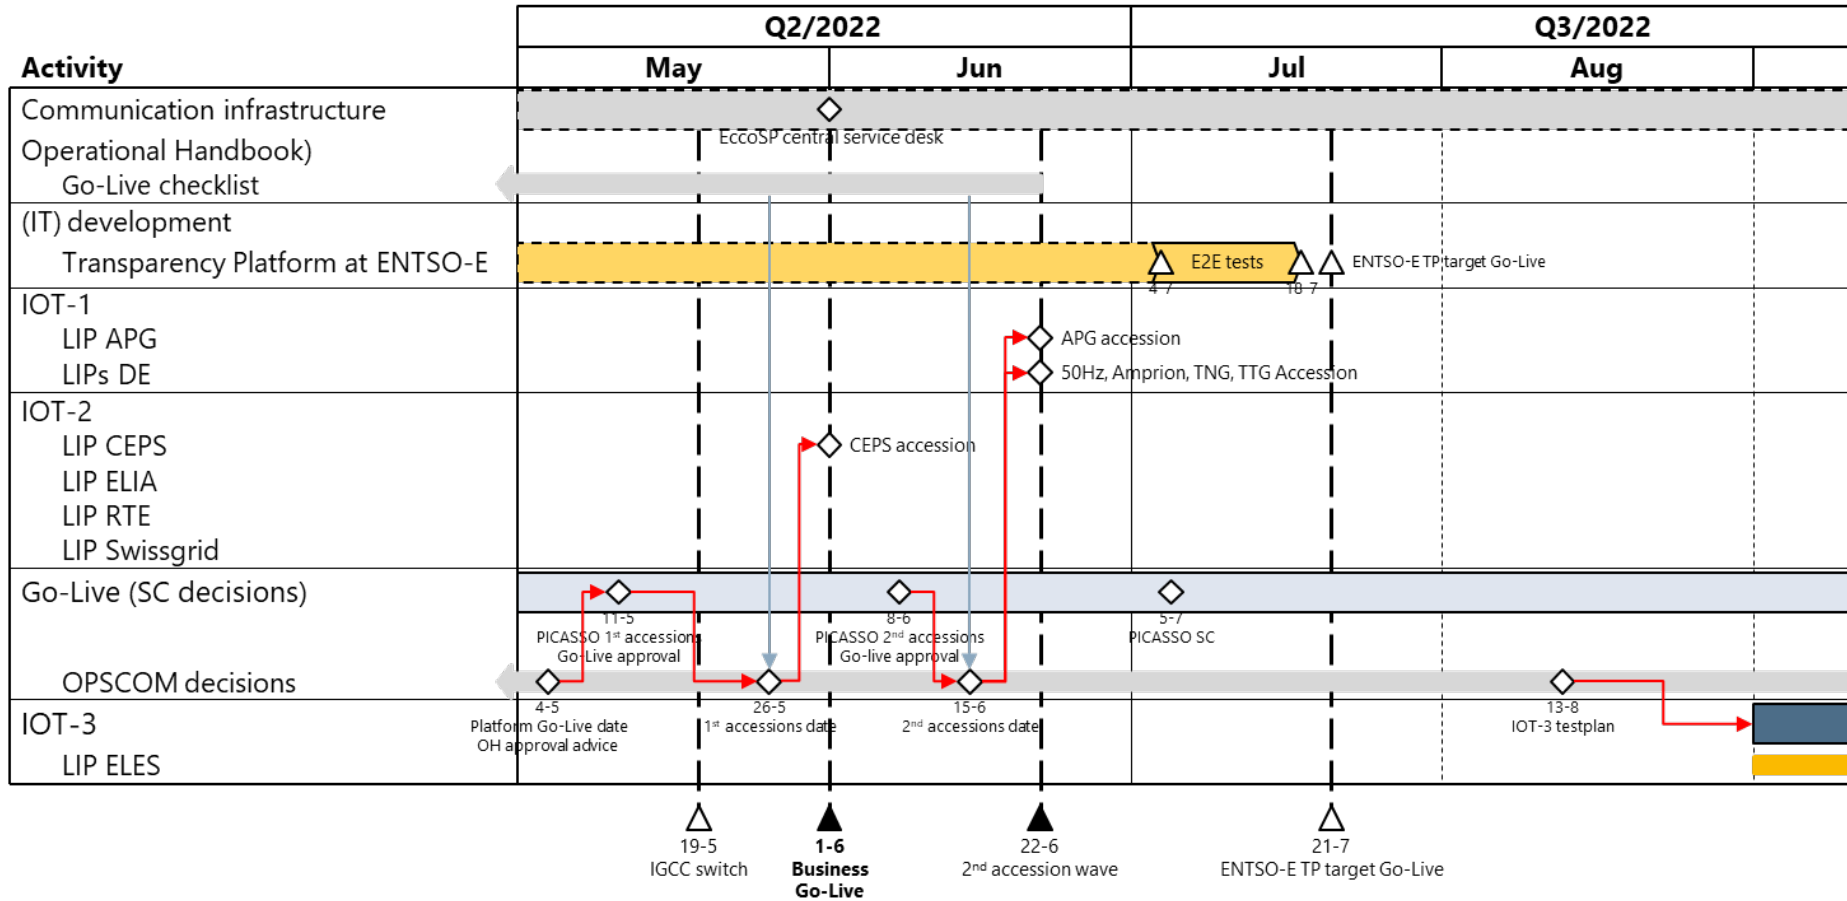 Q2/2022
Q3/2022
Activity
May
Jun
Jul
Aug
Communication infrastructure
EccoSP central service desk
Operational Handbook)
Go-Live checklist
(IT) development
Transparency Platform at ENTSO-E
E2E tests
ENTSO-E TP target Go-Live
4-7
18-7
IOT-1
LIP APG
APG accession
LIPs DE
50Hz, Amprion, TNG, TTG Accession
IOT-2
LIP CEPS
CEPS accession
LIP ELIA
LIP RTE
LIP Swissgrid
Go-Live (SC decisions)
11-5
PICASSO 1st accessions
Go-Live approval
8-6
PICASSO 2nd accessions
Go-live approval
5-7
PICASSO SC
OPSCOM decisions
4-5
Platform Go-Live date
OH approval advice
26-5
1st accessions date
15-6
2nd accessions date
13-8
IOT-3 testplan
IOT-3
LIP ELES
19-5
IGCC switch
1-6
Business
Go-Live
22-6
2nd accession wave
21-7
ENTSO-E TP target Go-Live